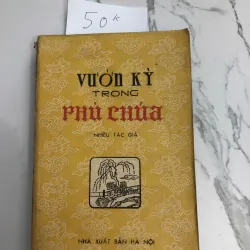 50k
VƯỜN KỲ
TRONG
PHỦ CHÚA
NHIỀU TÁC GIẢ
NHÀ XUẤT BẢN HÀ NỘI